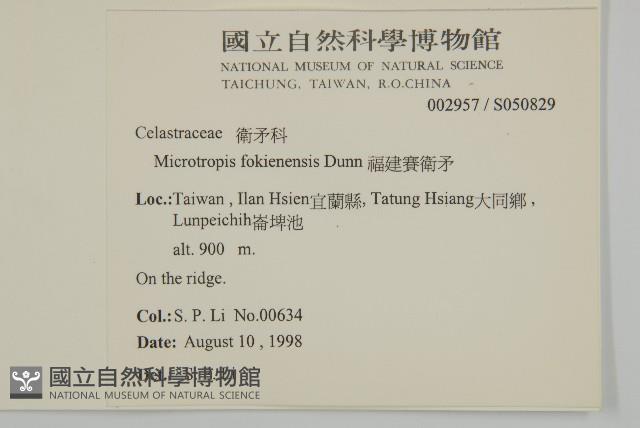 國立自然科學博物館
NATIONAL MUSEUM OF NATURAL SCIENCE
TAICHUNG, TAIWAN, R.O.CHINA
002957 / S050829
Celastraceae 衛矛科
Microtropis fokienensis Dunn 福建賽衛矛
Loc.:Taiwan , Ilan Hsien宜蘭縣, Tatung Hsiang大同鄉 ,
Lunpeichih崙埤池
alt. 900 m.
On the ridge.
Col.: S. P. Li No.00634
Date: August 10 , 1998
國立自然科學博物館
NATIONAL MUSEUM OF NATURAL SCIENCE